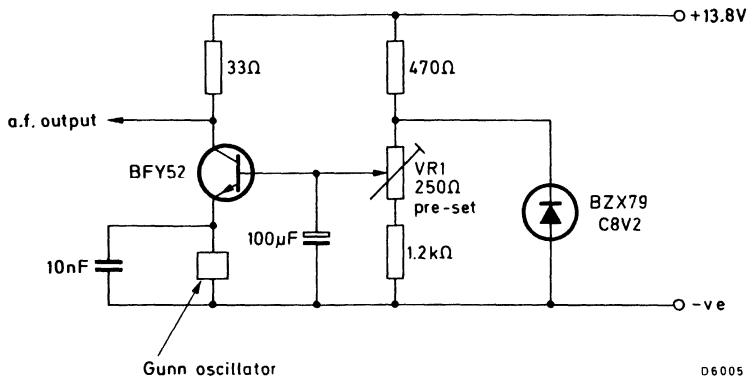 +13.8V
33Ω
470Ω
a.f. output
BFY52
VR1
250Ω
pre-set
BZX79
C8V2
100μF
1.2kΩ
10nF
-ve
Gunn oscillator
D6005